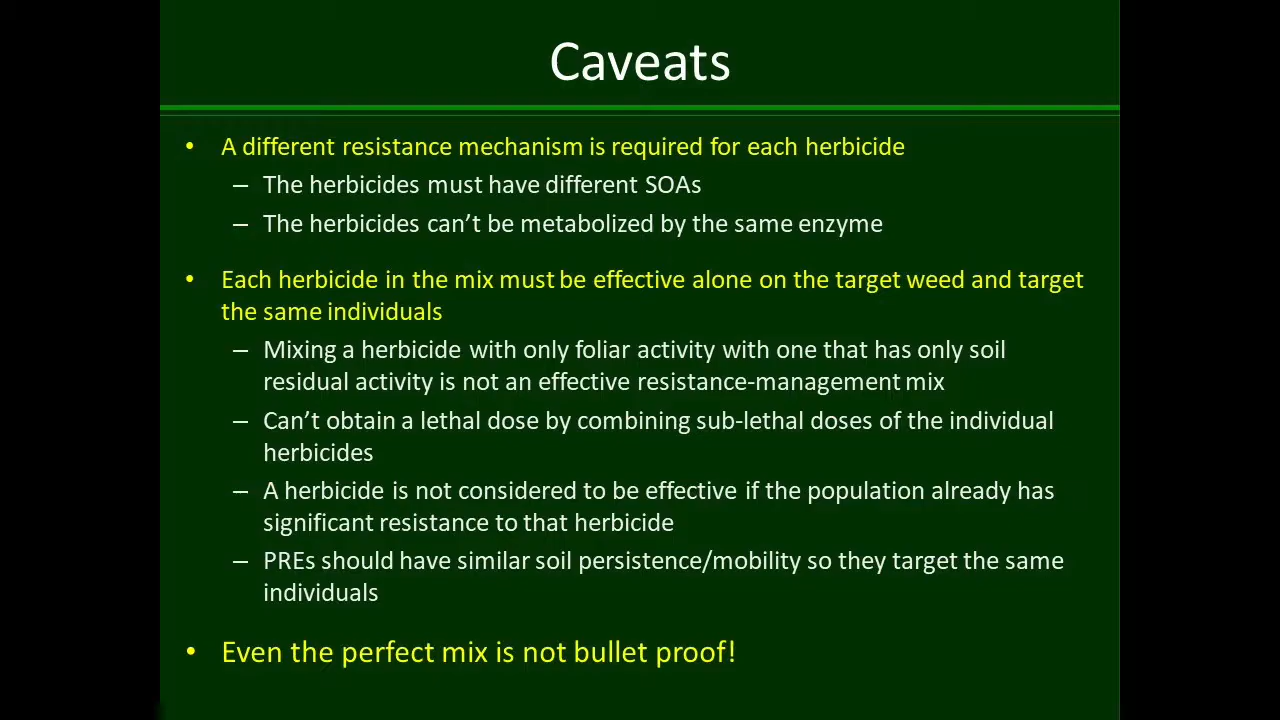 Caveats
• A different resistance mechanism is required for each herbicide
– The herbicides must have different SOAs
– The herbicides can’t be metabolized by the same enzyme
• Each herbicide in the mix must be effective alone on the target weed and target
the same individuals
– Mixing a herbicide with only foliar activity with one that has only soil
residual activity is not an effective resistance-management mix
– Can’t obtain a lethal dose by combining sub-lethal doses of the individual
herbicides
– A herbicide is not considered to be effective if the population already has
significant resistance to that herbicide
– PREs should have similar soil persistence/mobility so they target the same
individuals
• Even the perfect mix is not bullet proof!